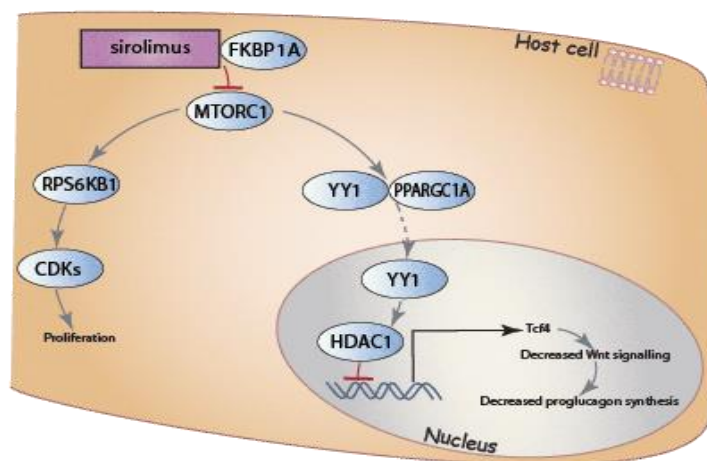 sirolimus
FKBP1A
Host cell
MTORC1
RPS6KB1
YY1
PPARGC1A
CDKs
YY1
Proliferation
HDAC1
Tcf4
Decreased Wnt signalling
Decreased proglucagon synthesis
Nucleus